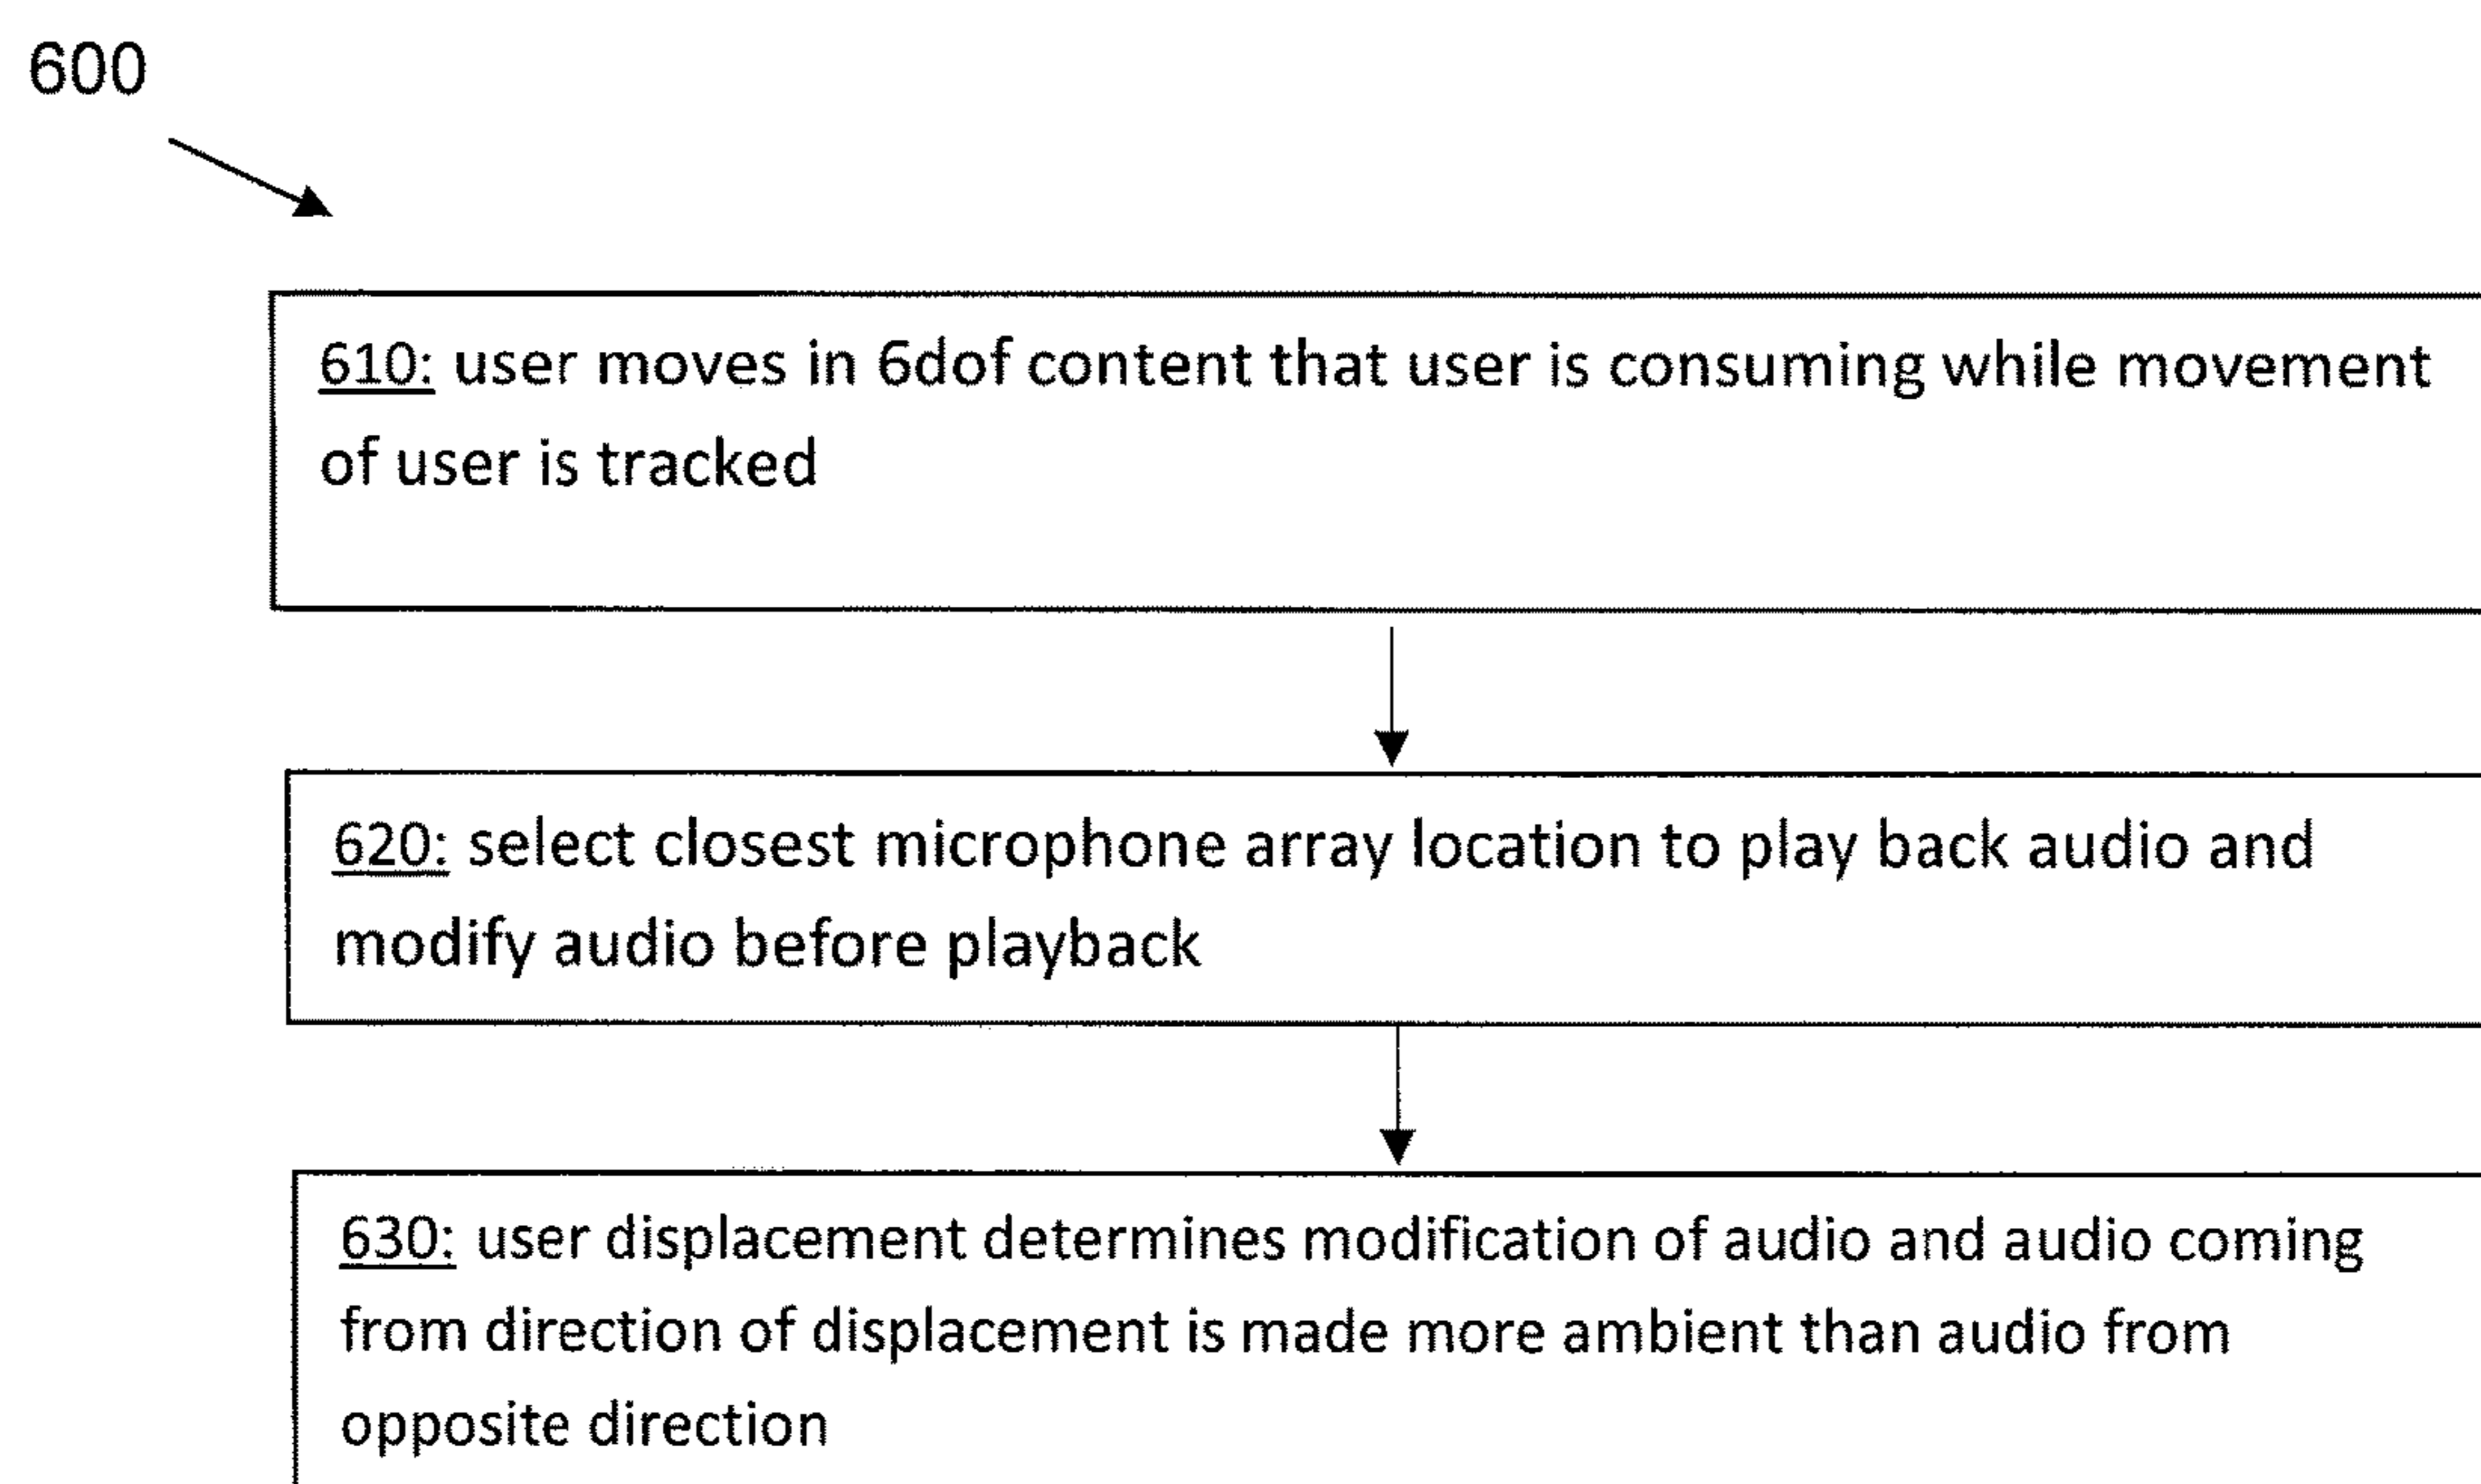 600
610: user moves in 6dof content that user is consuming while movement
of user is tracked
620: select closest microphone array location to play back audio and
modify audio before playback
630: user displacement determines modification of audio and audio coming
from direction of displacement is made more ambient than audio from
opposite direction